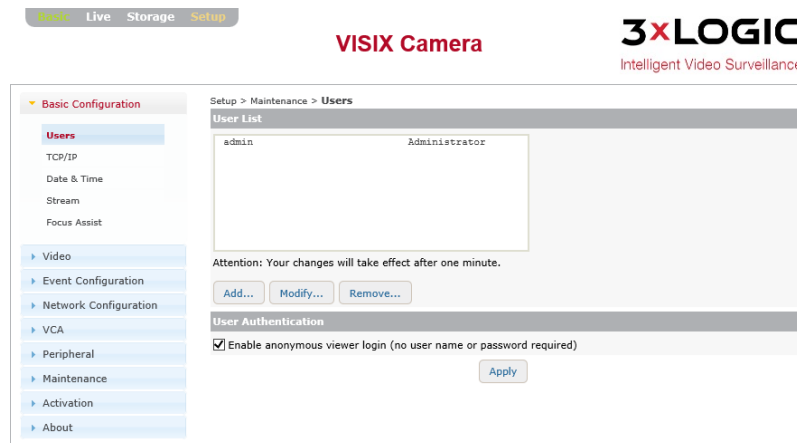 Basic Live Storage Setup
VISIX Camera
3xLOGIC
Intelligent Video Surveillance
Basic Configuration
Users
TCP/IP
Date & Time
Stream
Focus Assist
Video
Event Configuration
Network Configuration
VCA
Peripheral
Maintenance
Activation
About
Setup > Maintenance > Users
User List
admin Administrator
Attention: Your changes will take effect after one minute.
Add... Modify... Remove...
User Authentication
Enable anonymous viewer login (no user name or password required)
Apply